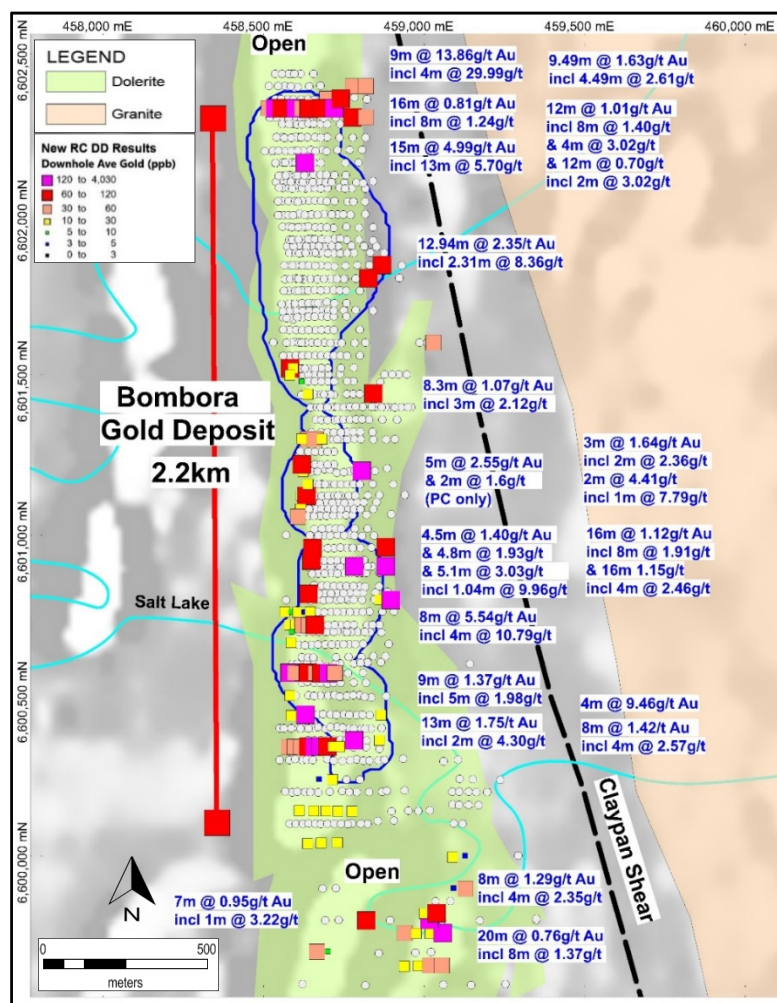 458,000 mE
458,500 mE
459,000 mE
459,500 mE
460,000 mE
6,602,500 mN
6,602,000 mN
6,601,500 mN
6,601,000 mN
6,600,500 mN
6,600,000 mN
LEGEND
Dolerite
Granite
New RC DD Results
Downhole Ave Gold (ppb)
120 to 4,030
60 to 120
30 to 60
10 to 30
5 to 10
3 to 5
0 to 3
Open
9m @ 13.86g/t Au
incl 4m @ 29.99g/t
9.49m @ 1.63g/t Au
incl 4.49m @ 2.61g/t
16m @ 0.81g/t Au
incl 8m @ 1.24g/t
12m @ 1.01g/t Au
incl 8m @ 1.40g/t
& 4m @ 3.02g/t
& 12m @ 0.70g/t
incl 2m @ 3.02g/t
15m @ 4.99g/t Au
incl 13m @ 5.70g/t
12.94m @ 2.35/t Au
incl 2.31m @ 8.36g/t
8.3m @ 1.07g/t Au
incl 3m @ 2.12g/t
Bombora
Gold Deposit
2.2km
3m @ 1.64g/t Au
incl 2m @ 2.36g/t
2m @ 4.41g/t
incl 1m @ 7.79g/t
5m @ 2.55g/t Au
& 2m @ 1.6g/t
(PC only)
4.5m @ 1.40g/t Au
& 4.8m @ 1.93g/t
& 5.1m @ 3.03g/t
incl 1.04m @ 9.96g/t
16m @ 1.12g/t Au
incl 8m @ 1.91g/t
& 16m 1.15g/t
incl 4m @ 2.46g/t
Salt Lake
8m @ 5.54g/t Au
incl 4m @ 10.79g/t
9m @ 1.37g/t Au
incl 5m @ 1.98g/t
13m @ 1.75/t Au
incl 2m @ 4.30g/t
4m @ 9.46g/t Au
8m @ 1.42/t Au
incl 4m @ 2.57g/t
Claypan Shear
Open
N
7m @ 0.95g/t Au
incl 1m @ 3.22g/t
8m @ 1.29g/t Au
incl 4m @ 2.35g/t
20m @ 0.76g/t Au
incl 8m @ 1.37g/t
0
500
meters